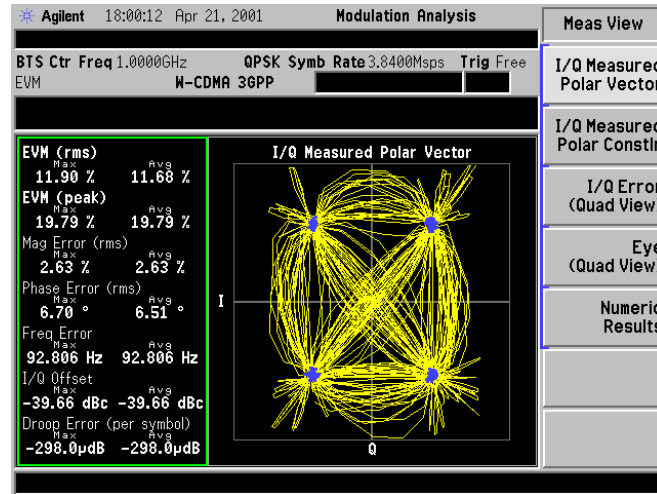 Agilent 18:00:12 Apr 21, 2001 Modulation Analysis
Meas View
BTS Ctr Freq 1.0000GHz QPSK Symb Rate 3.8400Msps Trig Free
EVM W-CDMA 3GPP
I/Q Measured
Polar Vector
I/Q Measured
Polar Constln
I/Q Error
(Quad View)
Eye
(Quad View)
Numeric
Results
EVM (rms)
Max Avg
11.90 % 11.68 %
EVM (peak)
Max Avg
19.79 % 19.79 %
Mag Error (rms)
Max Avg
2.63 % 2.63 %
Phase Error (rms)
Max Avg
6.70 ° 6.51 °
Freq Error
Max Avg
92.806 Hz 92.806 Hz
I/Q Offset
Max Avg
-39.66 dBc -39.66 dBc
Droop Error (per symbol)
Max Avg
-298.0µdB -298.0µdB
I/Q Measured Polar Vector
I
Q